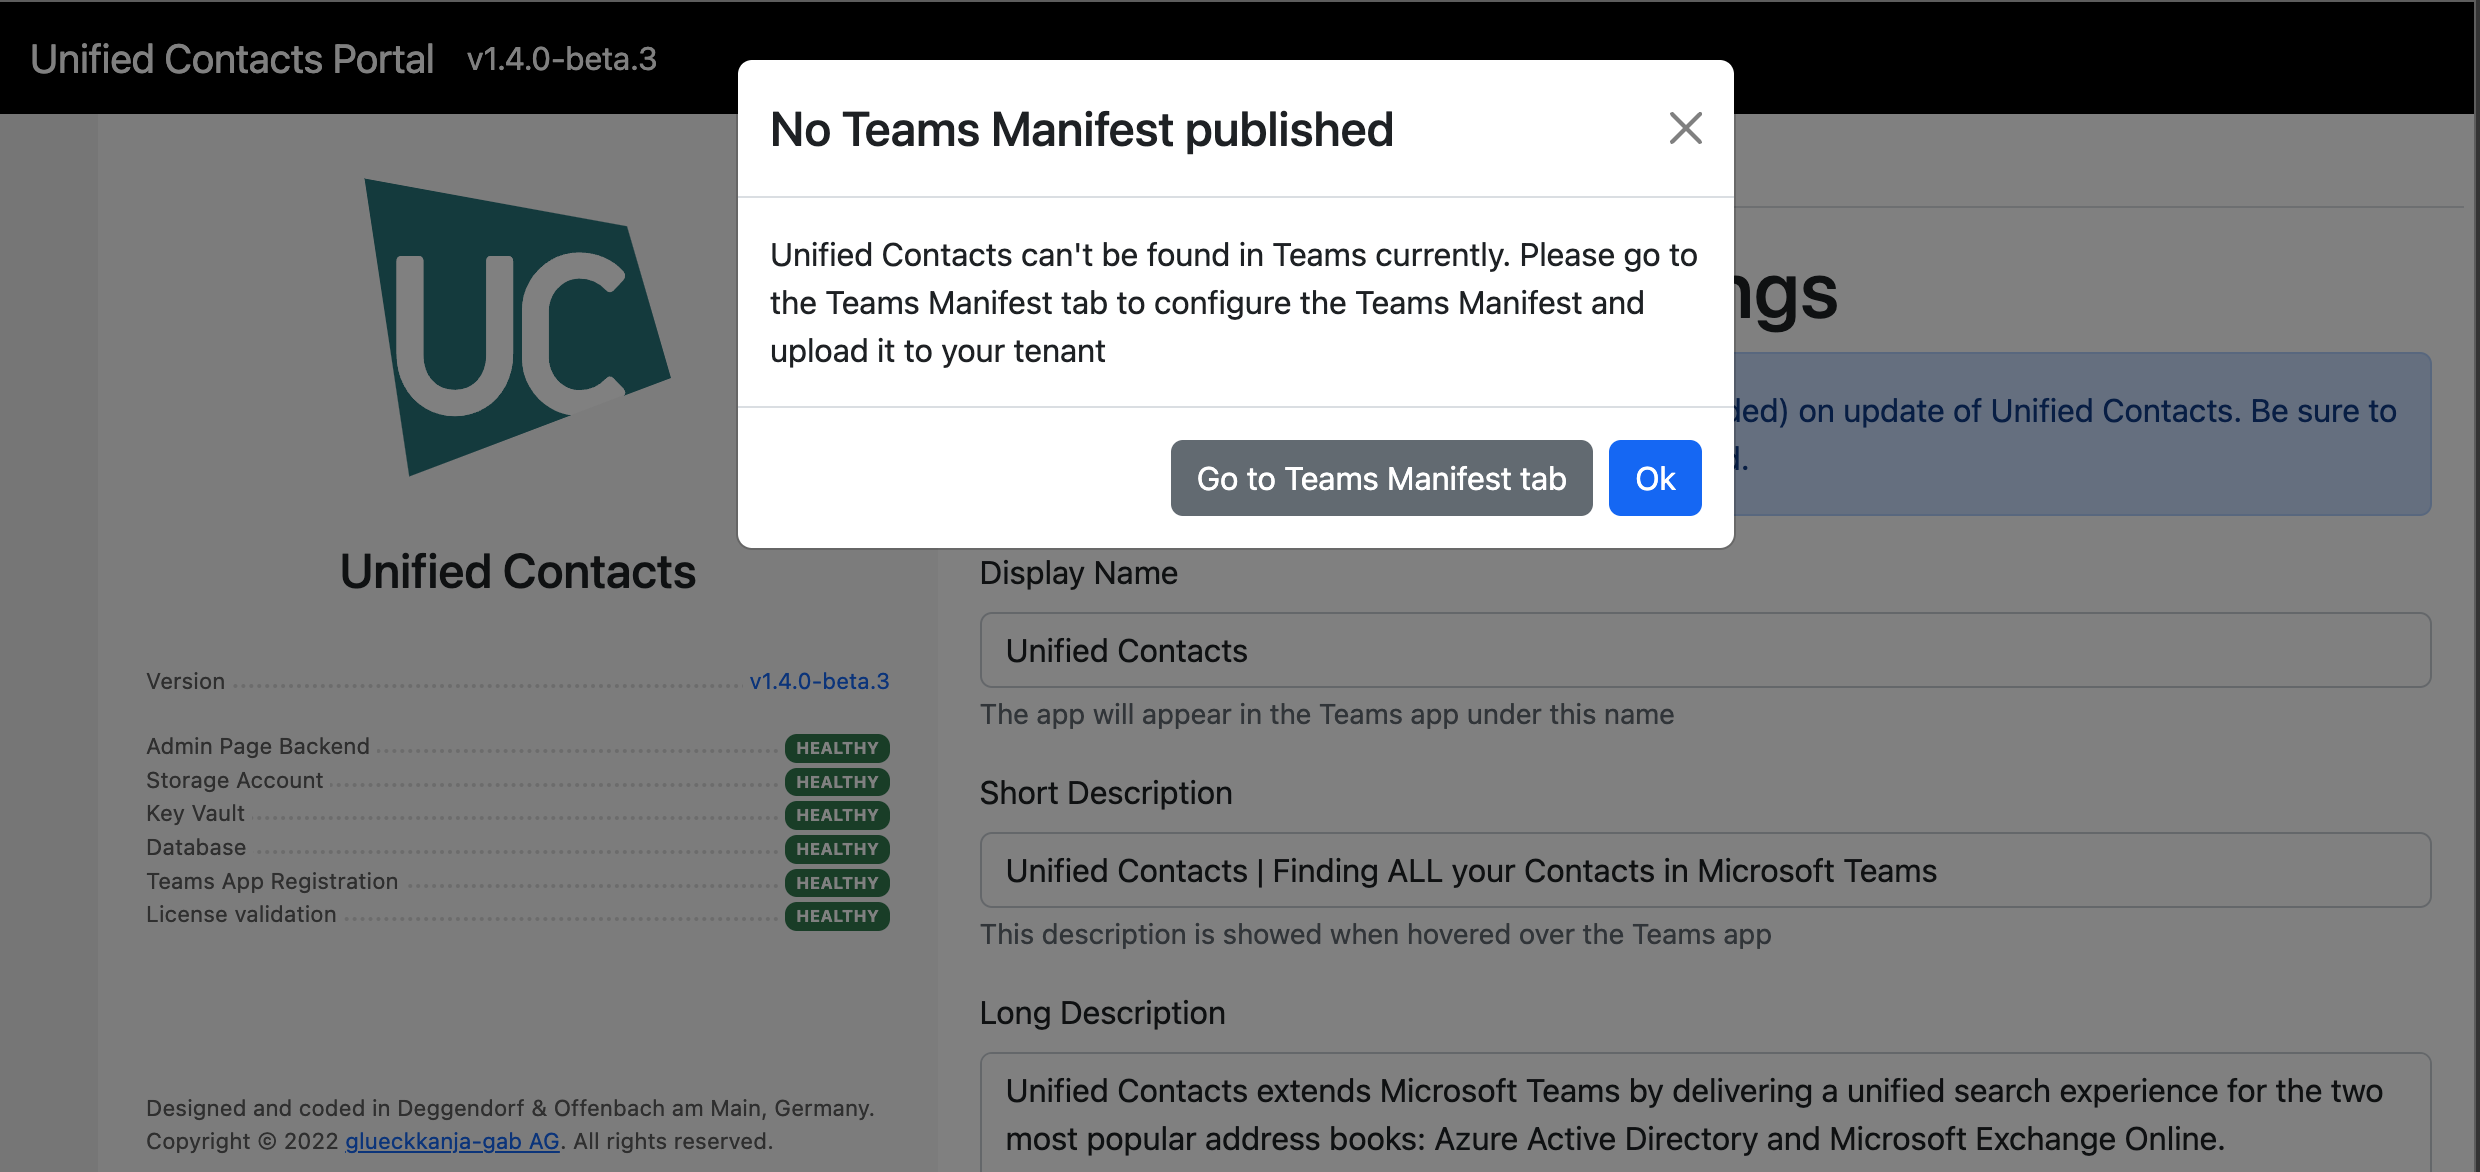 Unified Contacts Portal v1.4.0-beta.3
No Teams Manifest published
Unified Contacts can't be found in Teams currently. Please go to
the Teams Manifest tab to configure the Teams Manifest and
upload it to your tenant
Go to Teams Manifest tab Ok
UC
Unified Contacts
Version v1.4.0-beta.3
Admin Page Backend HEALTHY
Storage Account HEALTHY
Key Vault HEALTHY
Database HEALTHY
Teams App Registration HEALTHY
License validation HEALTHY
Designed and coded in Deggendorf & Offenbach am Main, Germany.
Copyright © 2022 glueckkanja-gab AG. All rights reserved.
on update of Unified Contacts. Be sure to
Display Name
Unified Contacts
The app will appear in the Teams app under this name
Short Description
Unified Contacts | Finding ALL your Contacts in Microsoft Teams
This description is showed when hovered over the Teams app
Long Description
Unified Contacts extends Microsoft Teams by delivering a unified search experience for the two
most popular address books: Azure Active Directory and Microsoft Exchange Online.